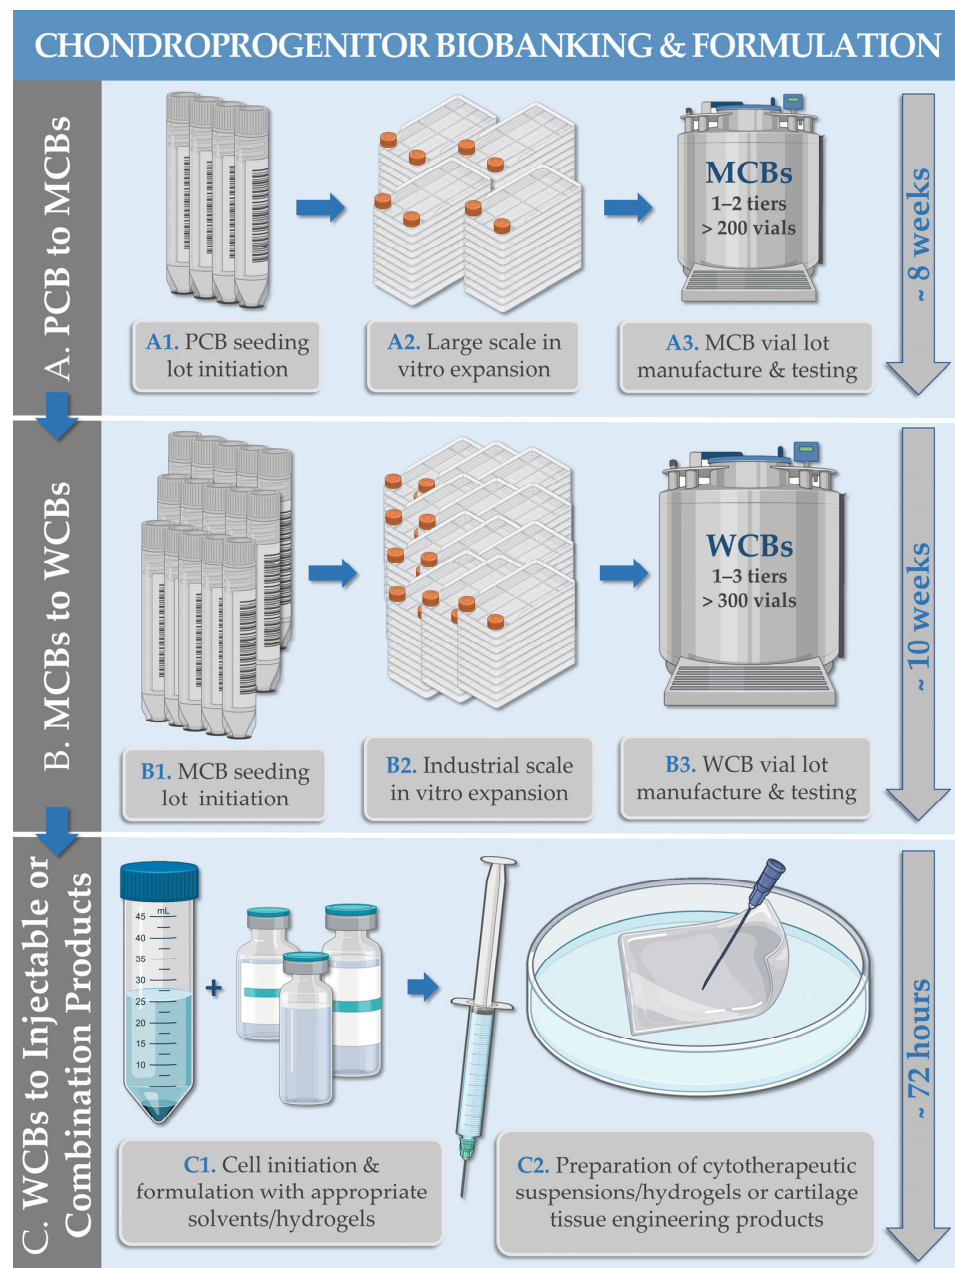 CHONDROPROGENITOR BIOBANKING & FORMULATION
A. PCB to MCBs
MCBs
1–2 tiers
> 200 vials
~ 8 weeks
A1. PCB seeding
lot initiation
A2. Large scale in
vitro expansion
A3. MCB vial lot
manufacture & testing
B. MCBs to WCBs
WCBs
1–3 tiers
> 300 vials
~ 10 weeks
B1. MCB seeding
lot initiation
B2. Industrial scale
in vitro expansion
B3. WCB vial lot
manufacture & testing
C. WCBs to Injectable or
Combination Products
mL
45
40
35
30
25
20
15
10
+
~ 72 hours
C1. Cell initiation &
formulation with appropriate
solvents/hydrogels
C2. Preparation of cytotherapeutic
suspensions/hydrogels or cartilage
tissue engineering products